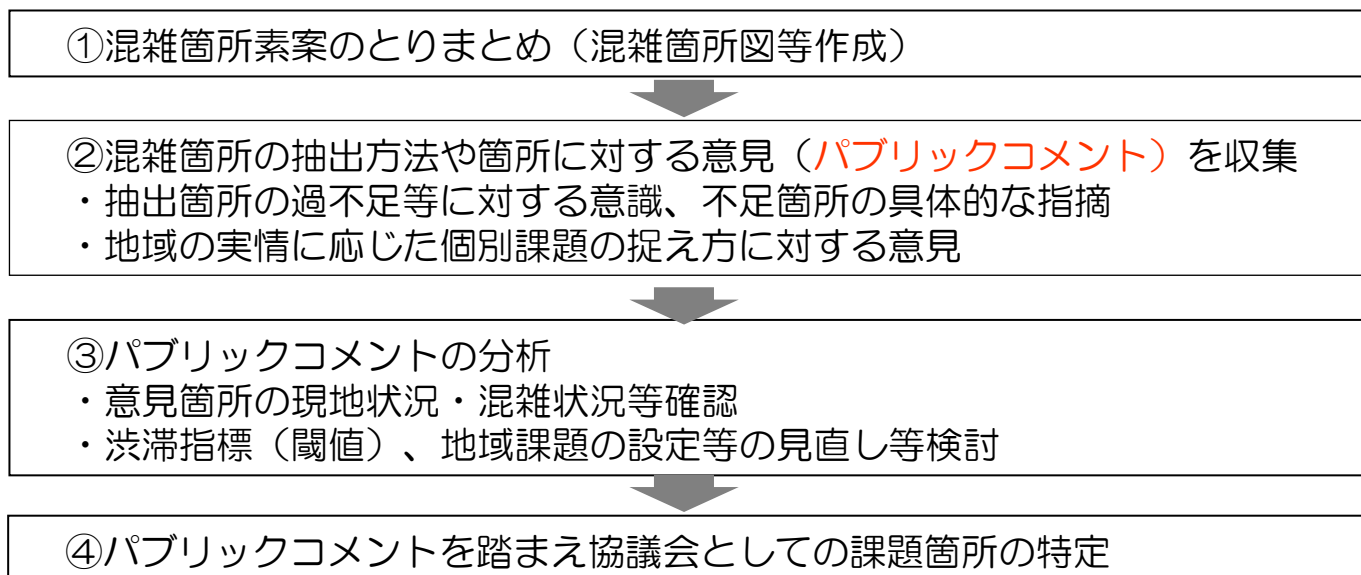 ①混雑箇所素案のとりまとめ（混雑箇所図等作成）
②混雑箇所の抽出方法や箇所に対する意見（パブリックコメント）を収集
・抽出箇所の過不足等に対する意識、不足箇所の具体的な指摘
・地域の実情に応じた個別課題の捉え方に対する意見
③パブリックコメントの分析
・意見箇所の現地状況・混雑状況等確認
・渋滞指標（閾値）、地域課題の設定等の見直し等検討
④パブリックコメントを踏まえ協議会としての課題箇所の特定